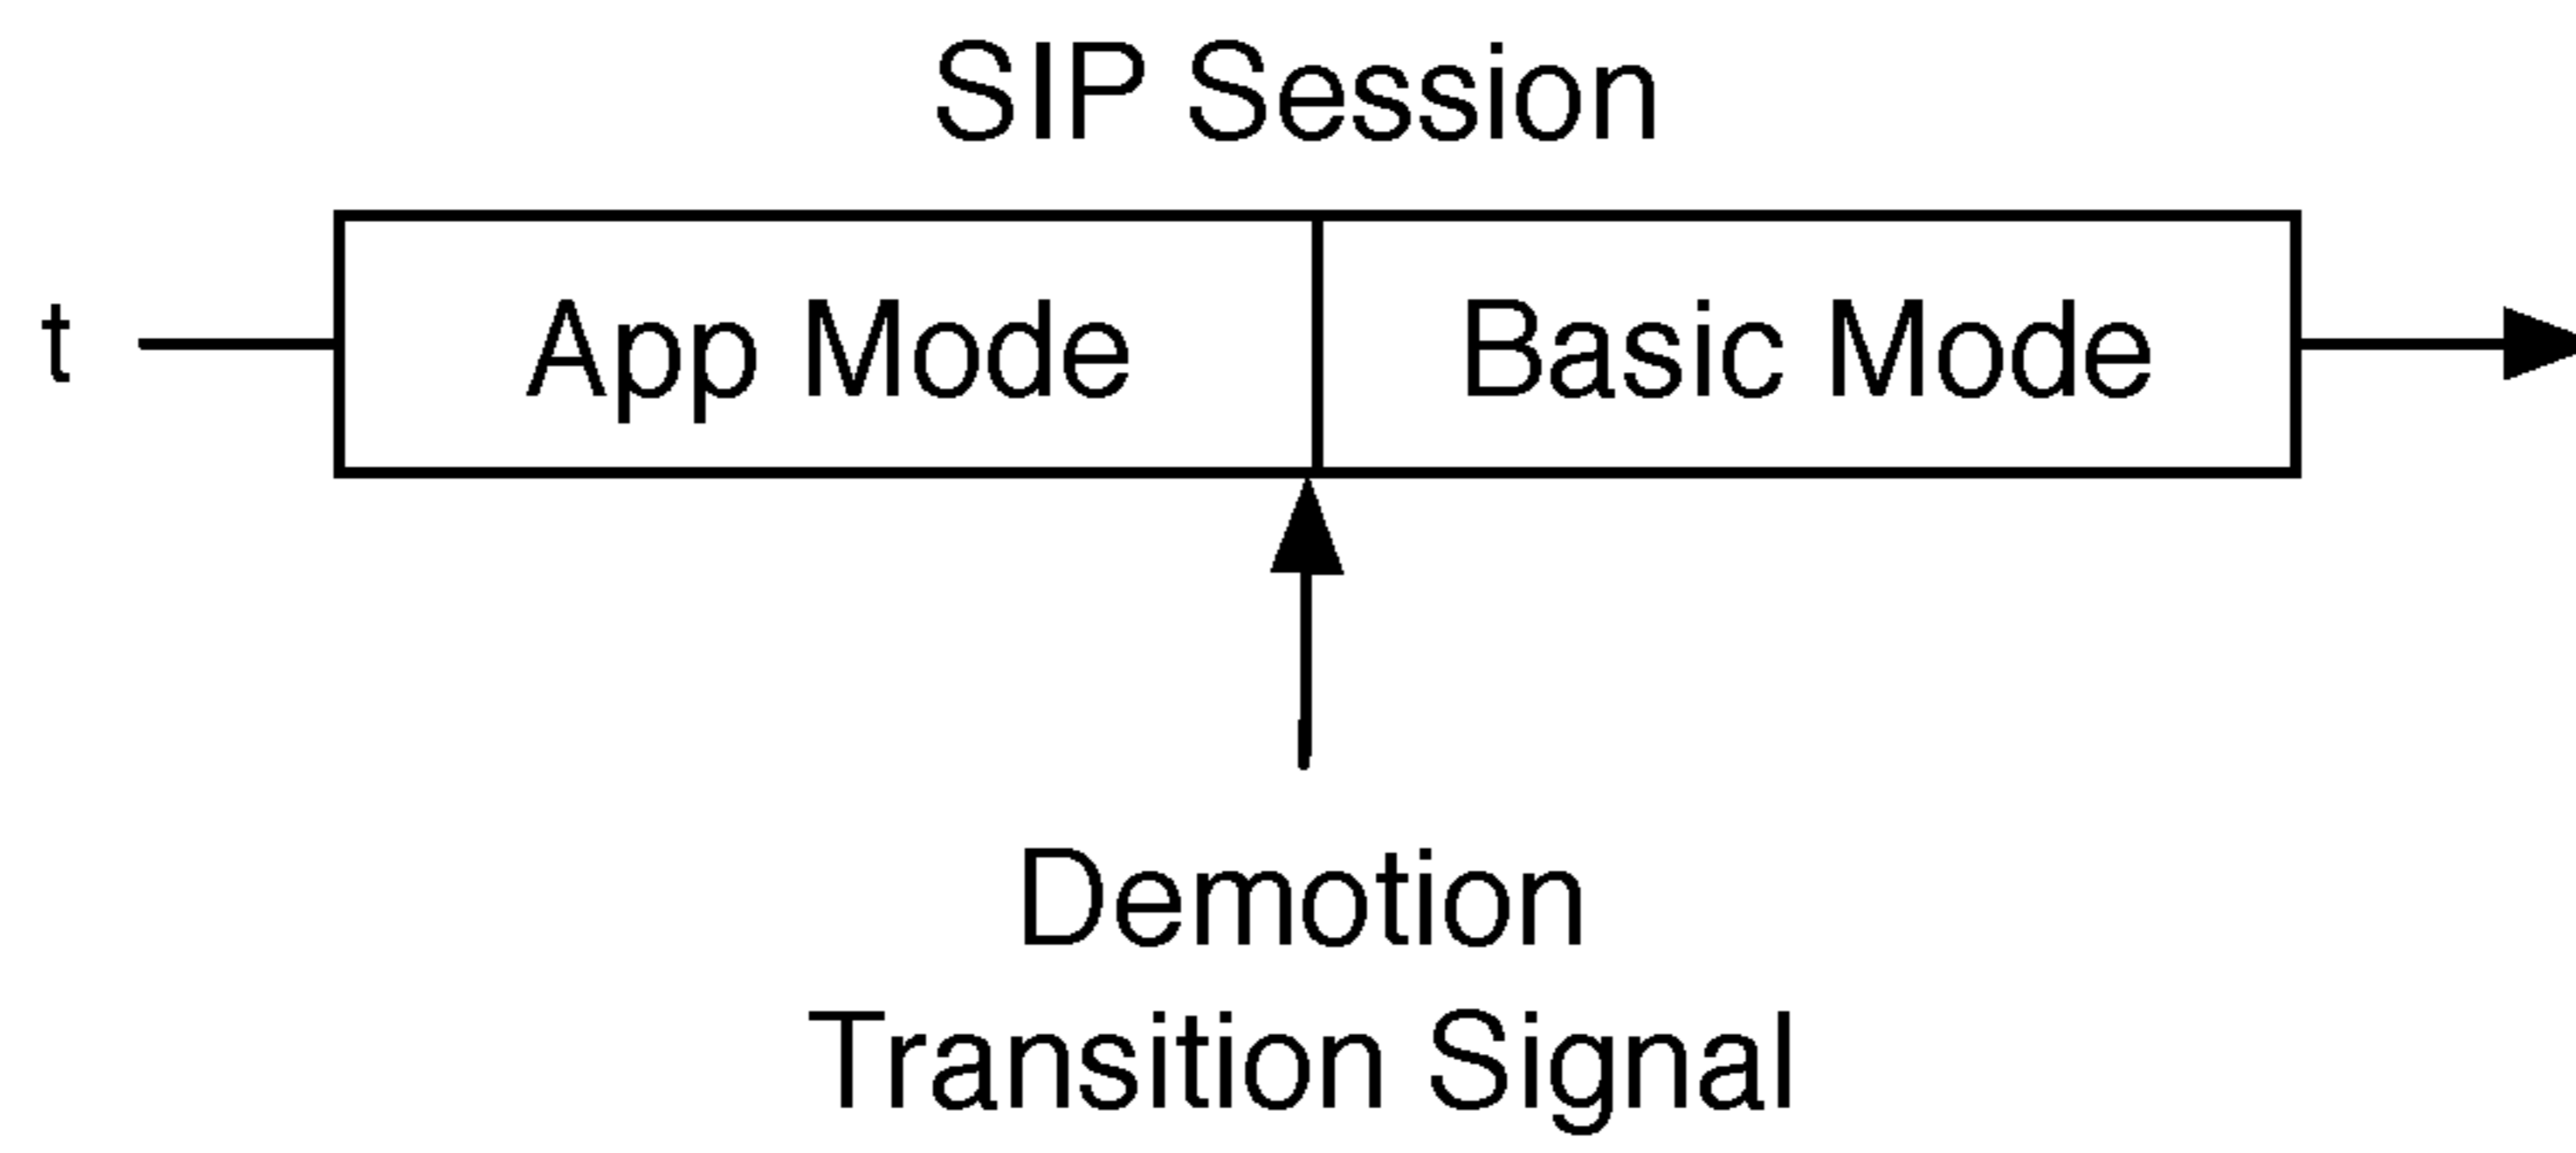 SIP Session
t
App Mode
Basic Mode
Demotion
Transition Signal